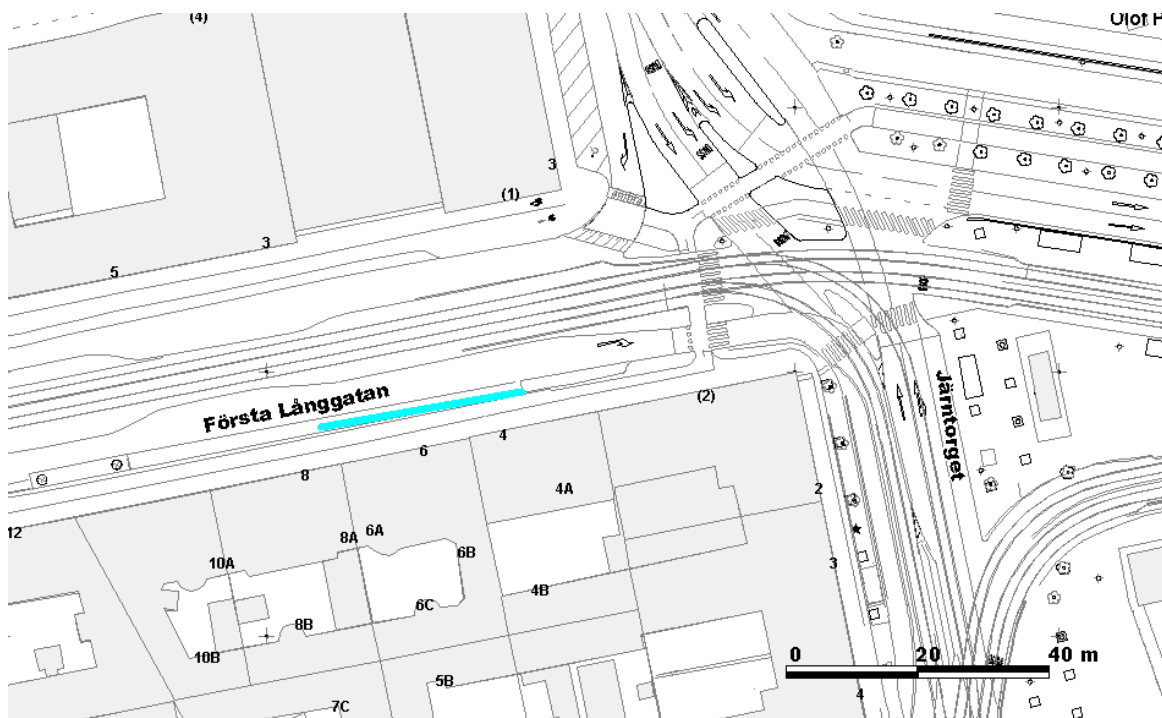 (4)
Olof P
3
(1)
3
5
Första Långgatan
Järntorget
(2)
4
6
8
2
12
4A
6A
8A
6B
10A
3
4B
6C
8B
10B
0 20 40 m
5B
4
7C